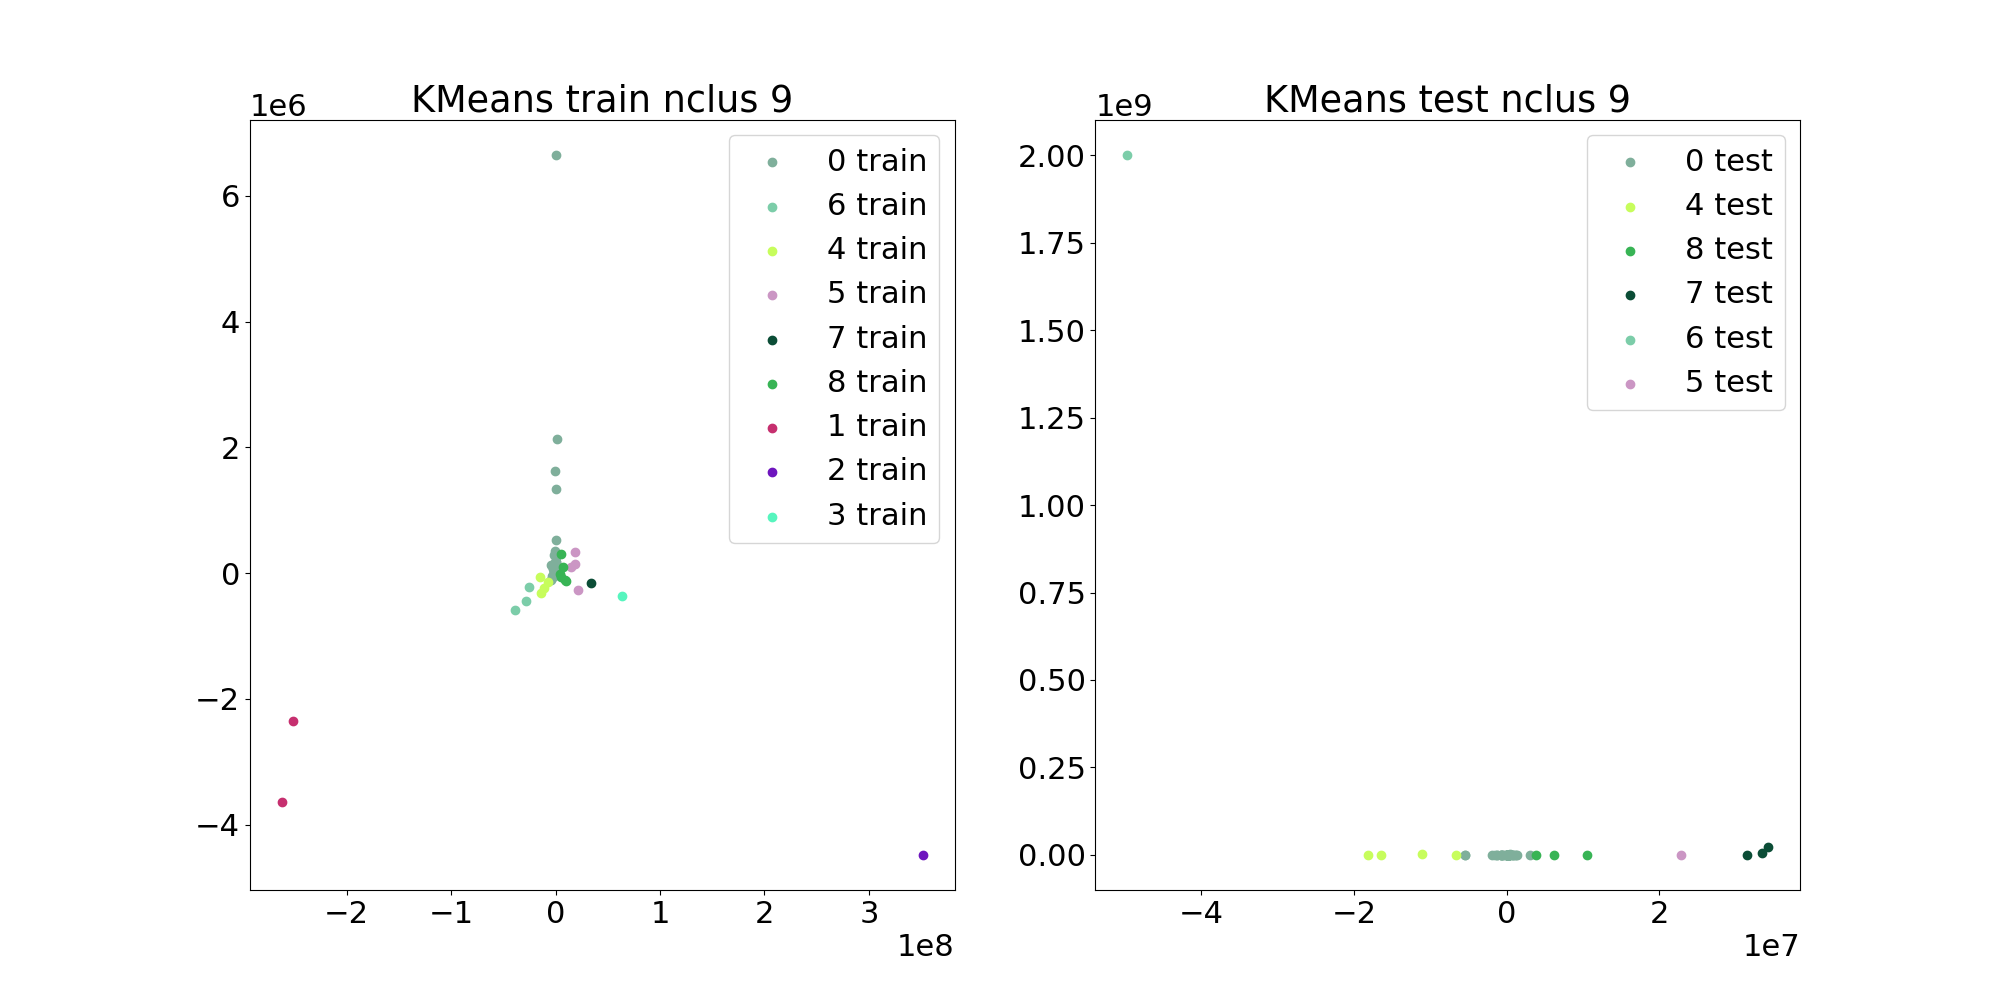 KMeans train nclus 9
1e6
6
4
2
0
−2
−4
−2
−1
0
1
2
3
1e8
0 train
6 train
4 train
5 train
7 train
8 train
1 train
2 train
3 train
KMeans test nclus 9
1e9
2.00
1.75
1.50
1.25
1.00
0.75
0.50
0.25
0.00
−4
−2
0
2
1e7
0 test
4 test
8 test
7 test
6 test
5 test